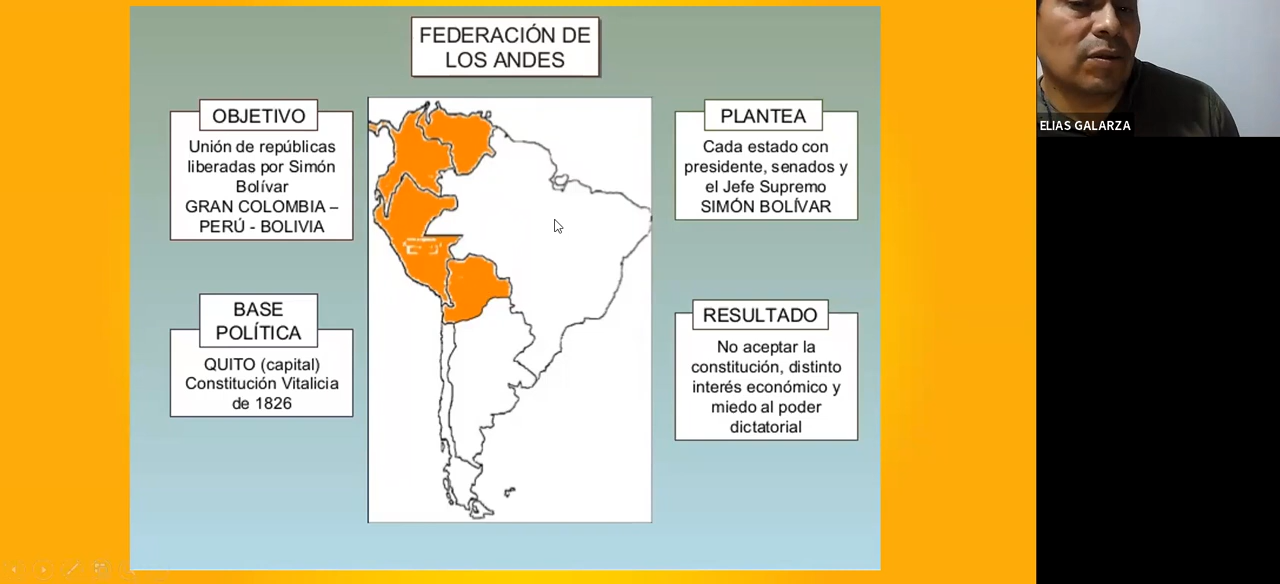 FEDERACIÓN DE
LOS ANDES
OBJETIVO
Unión de repúblicas
liberadas por Simón
Bolívar
GRAN COLOMBIA –
PERÚ - BOLIVIA
PLANTEA
Cada estado con
presidente, senados y
el Jefe Supremo
SIMÓN BOLÍVAR
BASE
POLÍTICA
QUITO (capital)
Constitución Vitalicia
de 1826
RESULTADO
No aceptar la
constitución, distinto
interés económico y
miedo al poder
dictatorial
ELIAS GALARZA